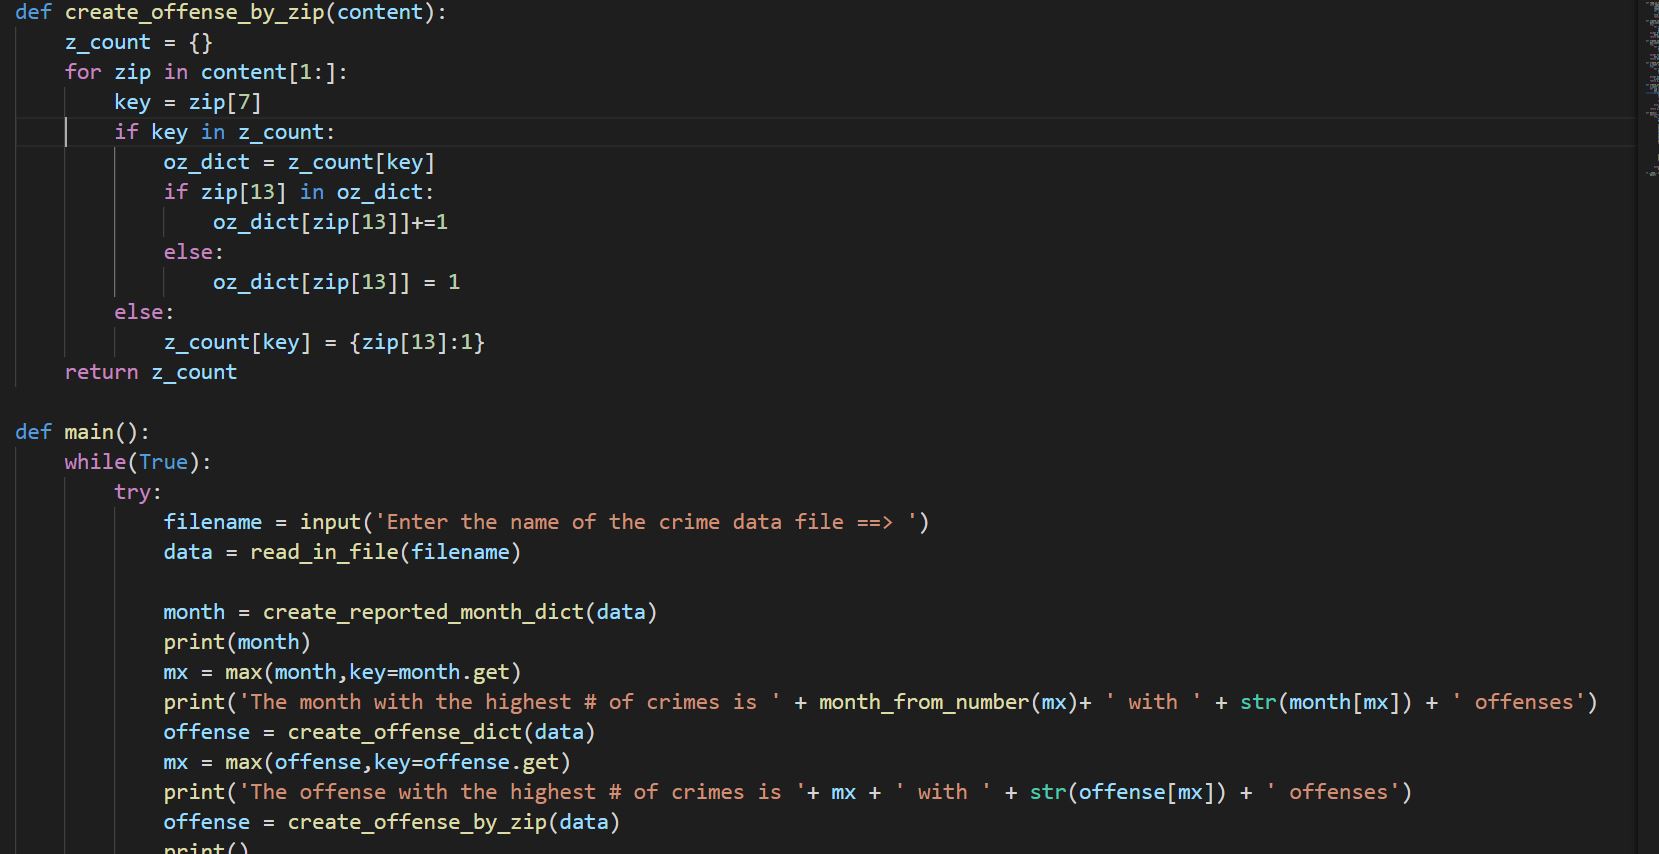 def create_offense_by_zip(content):
    z_count = {}
    for zip in content[1:]:
        key = zip[7]
        if key in z_count:
            oz_dict = z_count[key]
            if zip[13] in oz_dict:
                oz_dict[zip[13]]+=1
            else:
                oz_dict[zip[13]] = 1
        else:
            z_count[key] = {zip[13]:1}
    return z_count

def main():
    while(True):
        try:
            filename = input('Enter the name of the crime data file ==> ')
            data = read_in_file(filename)

            month = create_reported_month_dict(data)
            print(month)
            mx = max(month,key=month.get)
            print('The month with the highest # of crimes is ' + month_from_number(mx)+ ' with ' + str(month[mx]) + ' offenses')
            offense = create_offense_dict(data)
            mx = max(offense,key=offense.get)
            print('The offense with the highest # of crimes is '+ mx + ' with ' + str(offense[mx]) + ' offenses')
            offense = create_offense_by_zip(data)
            print()